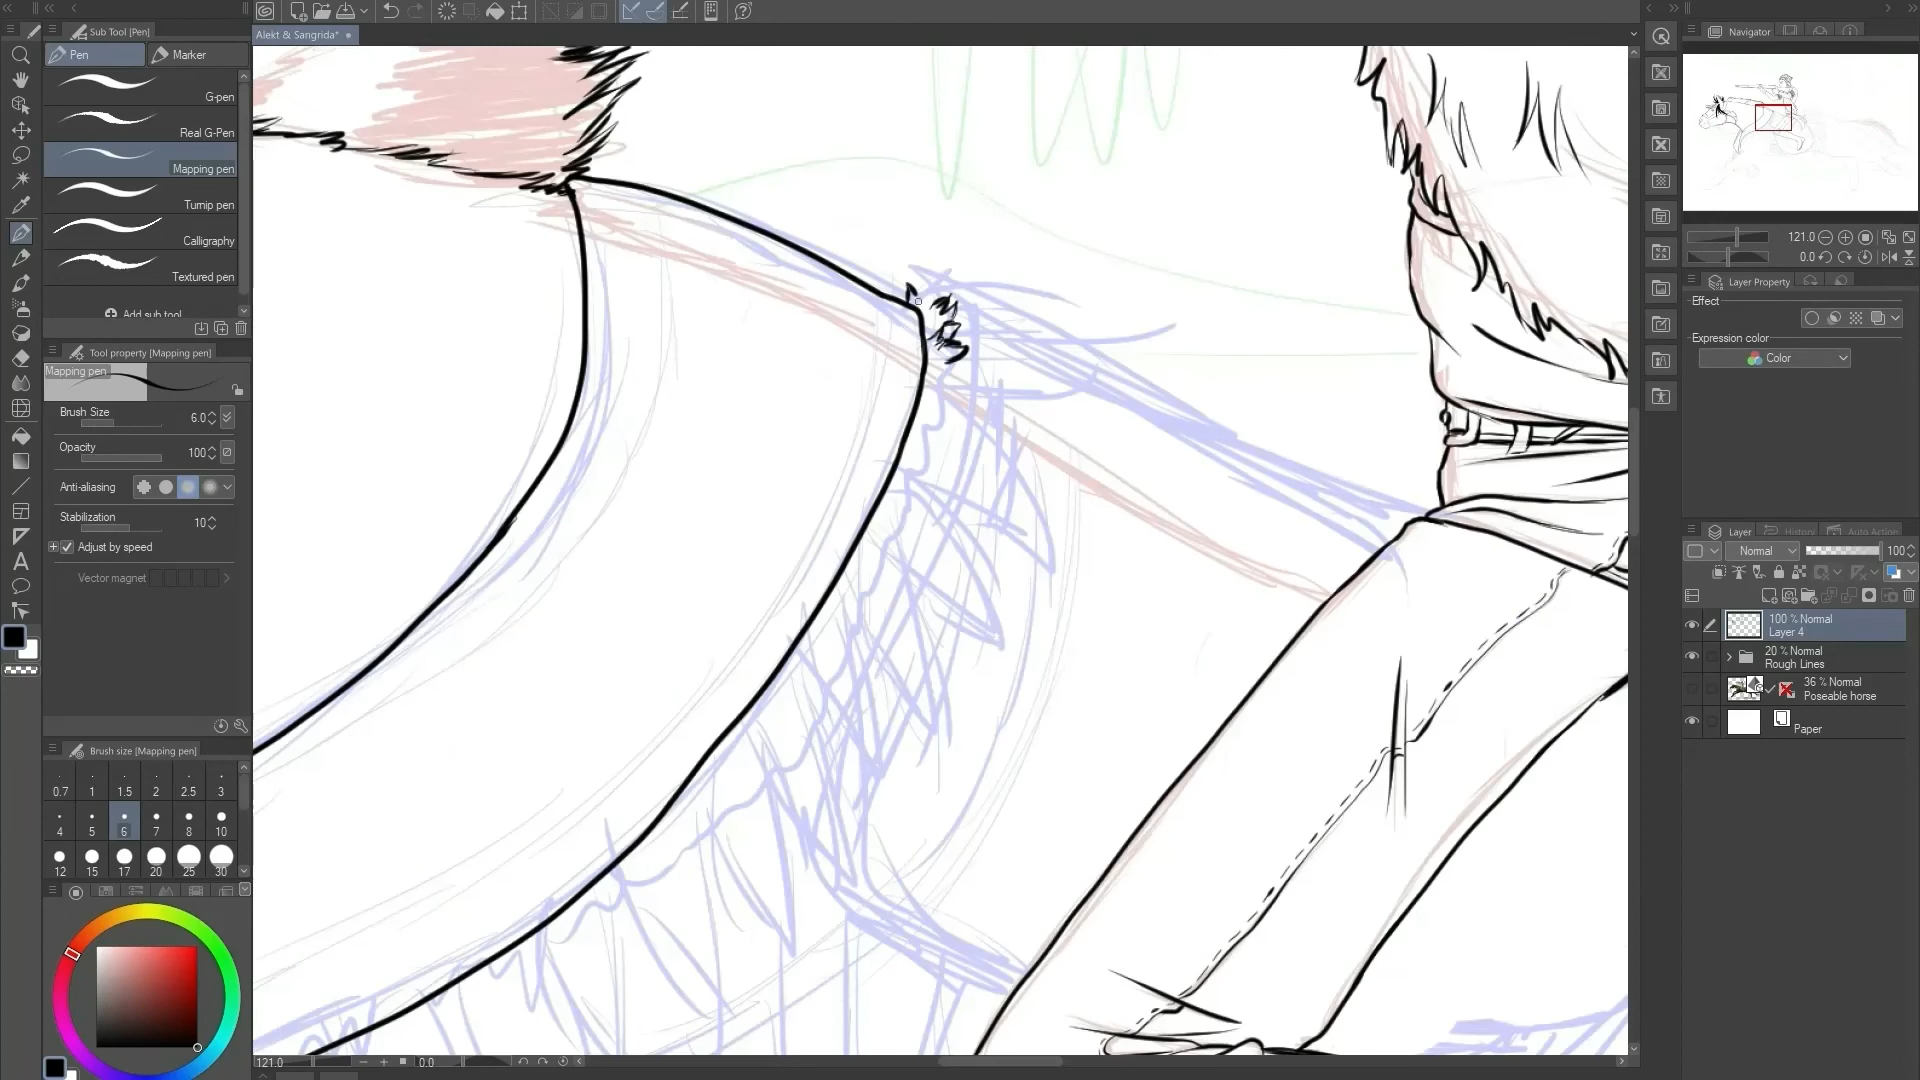 Sub Tool [Pen]
Pen
Marker
G-pen
Real G-Pen
Mapping pen
Turnip pen
Calligraphy
Textured pen
Add sub tool
Tool property [Mapping pen]
Mapping pen
Brush Size 6.0
Opacity 100
Anti-aliasing
Stabilization 10
Adjust by speed
Vector magnet
Brush size [Mapping pen]
0.7 1 1.5 2 2.5 3
4 5 6 7 8 10
12 15 17 20 25 30
Alekt & Sangrida*
121.0
0.0
Navigator
121.0
0.0
Layer Property
Effect
Expression color
Color
Layer History Auto Action
Normal 100
100 % Normal
Layer 4
20 % Normal
Rough Lines
36 % Normal
Poseable horse
Paper